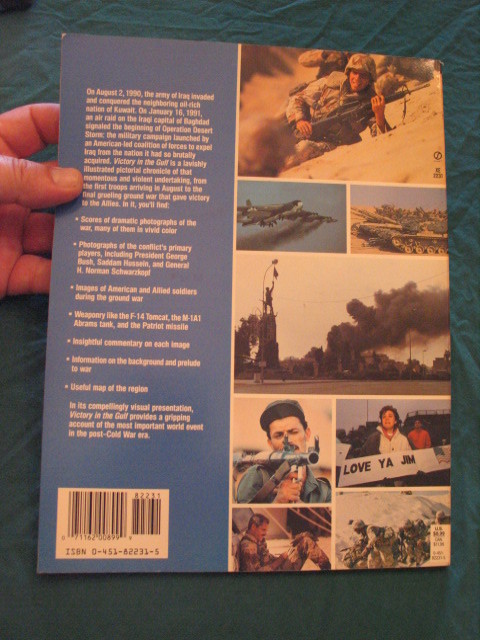 On August 2, 1990, the army of Iraq invaded
and conquered the neighboring oil-rich
nation of Kuwait. On January 16, 1991,
an air raid on the Iraqi capital of Baghdad
signaled the beginning of Operation Desert
Storm: the military campaign launched by
an American-led coalition of forces to expel
Iraq from the nation it had so brutally
acquired. Victory in the Gulf is a lavishly
illustrated pictorial chronicle of that
momentous and violent undertaking, from
the first troops arriving in August to the
final grueling ground war that gave victory
to the Allies. In it, you'll find:
• Scores of dramatic photographs of the
war, many of them in vivid color
• Photographs of the conflict's primary
players, including President George
Bush, Saddam Hussein, and General
H. Norman Schwarzkopf
• Images of American and Allied soldiers
during the ground war
• Weaponry like the F-14 Tomcat, the M-1A1
Abrams tank, and the Patriot missile
• Insightful commentary on each image
• Information on the background and prelude
to war
• Useful map of the region
In its compellingly visual presentation,
Victory in the Gulf provides a gripping
account of the most important world event
in the post–Cold War era.
82231
71162 00899
ISBN 0-451-82231-5
LOVE YA JIM
U.S.